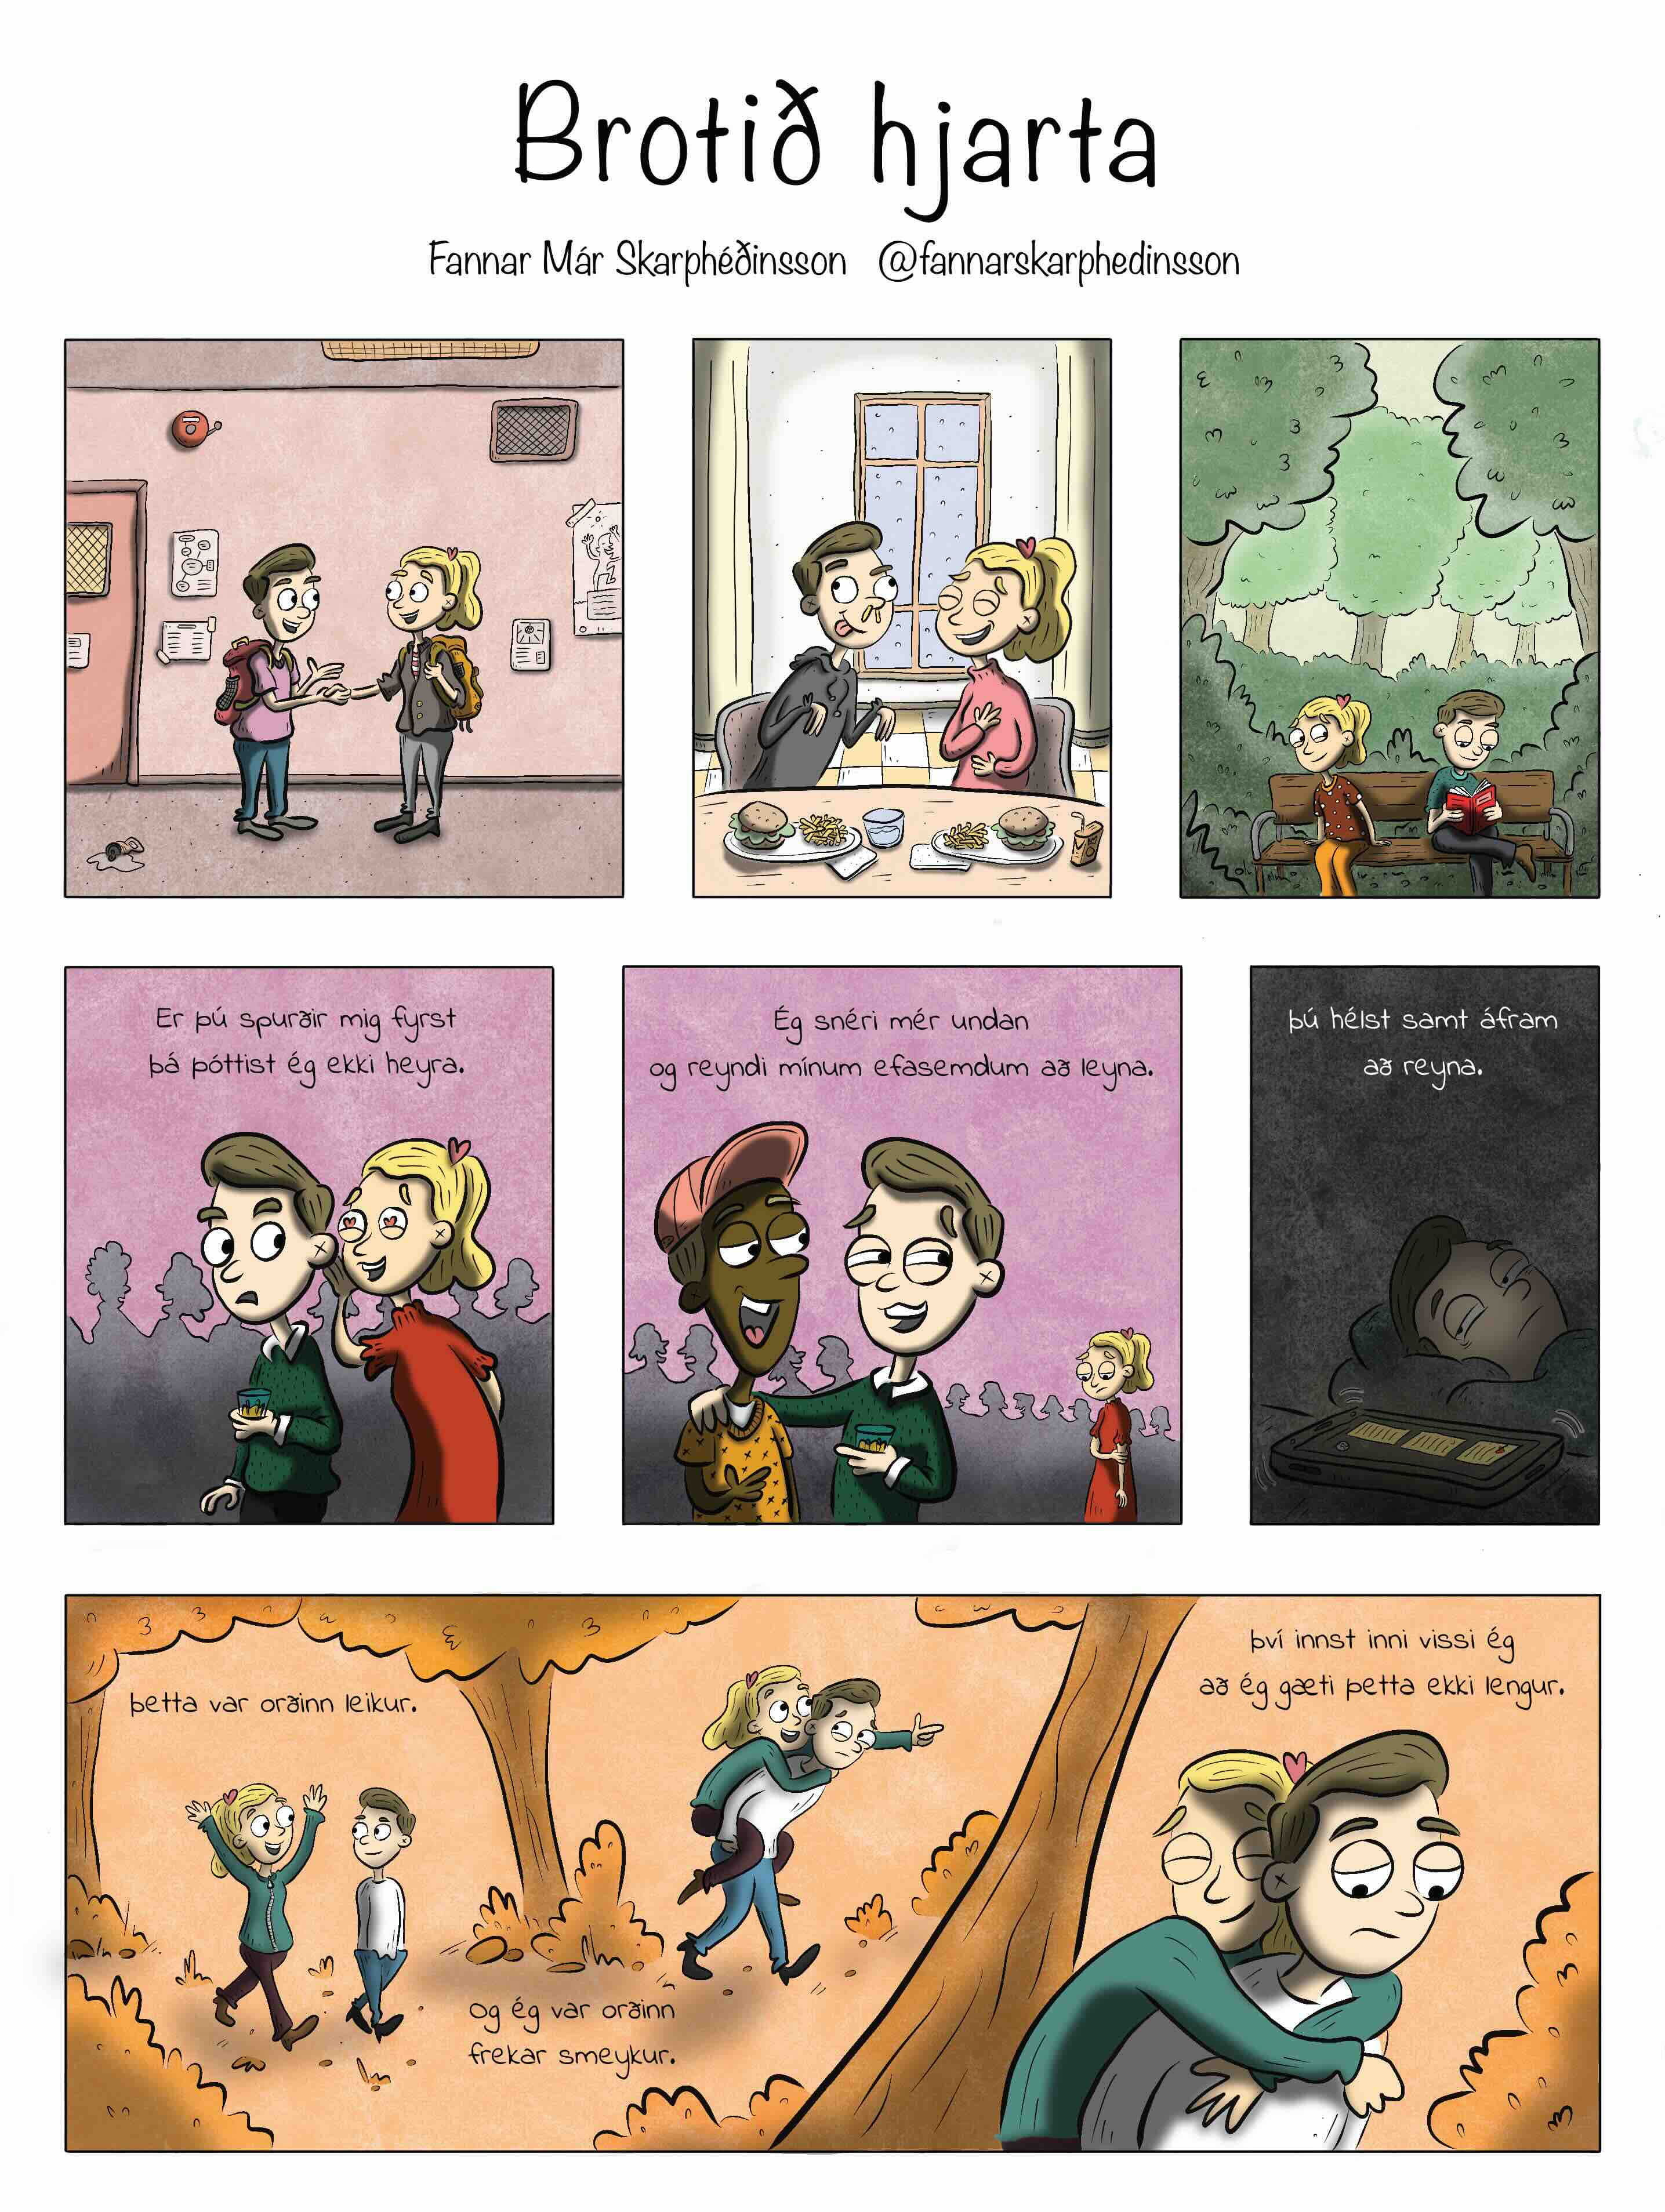 Brotið hjarta
Fannar Már Skarphéðinsson @fannarskarphedinsson
Er þú spurðir mig fyrst
þá þóttist ég ekki heyra.
Ég snéri mér undan
og reyndi mínum efasemdum að leyna.
þú hélst samt áfram
að reyna.
þetta var orðinn leikur.
Og ég var orðinn
frekar smeykur.
því innst inni vissi ég
að ég gæti þetta ekki lengur.